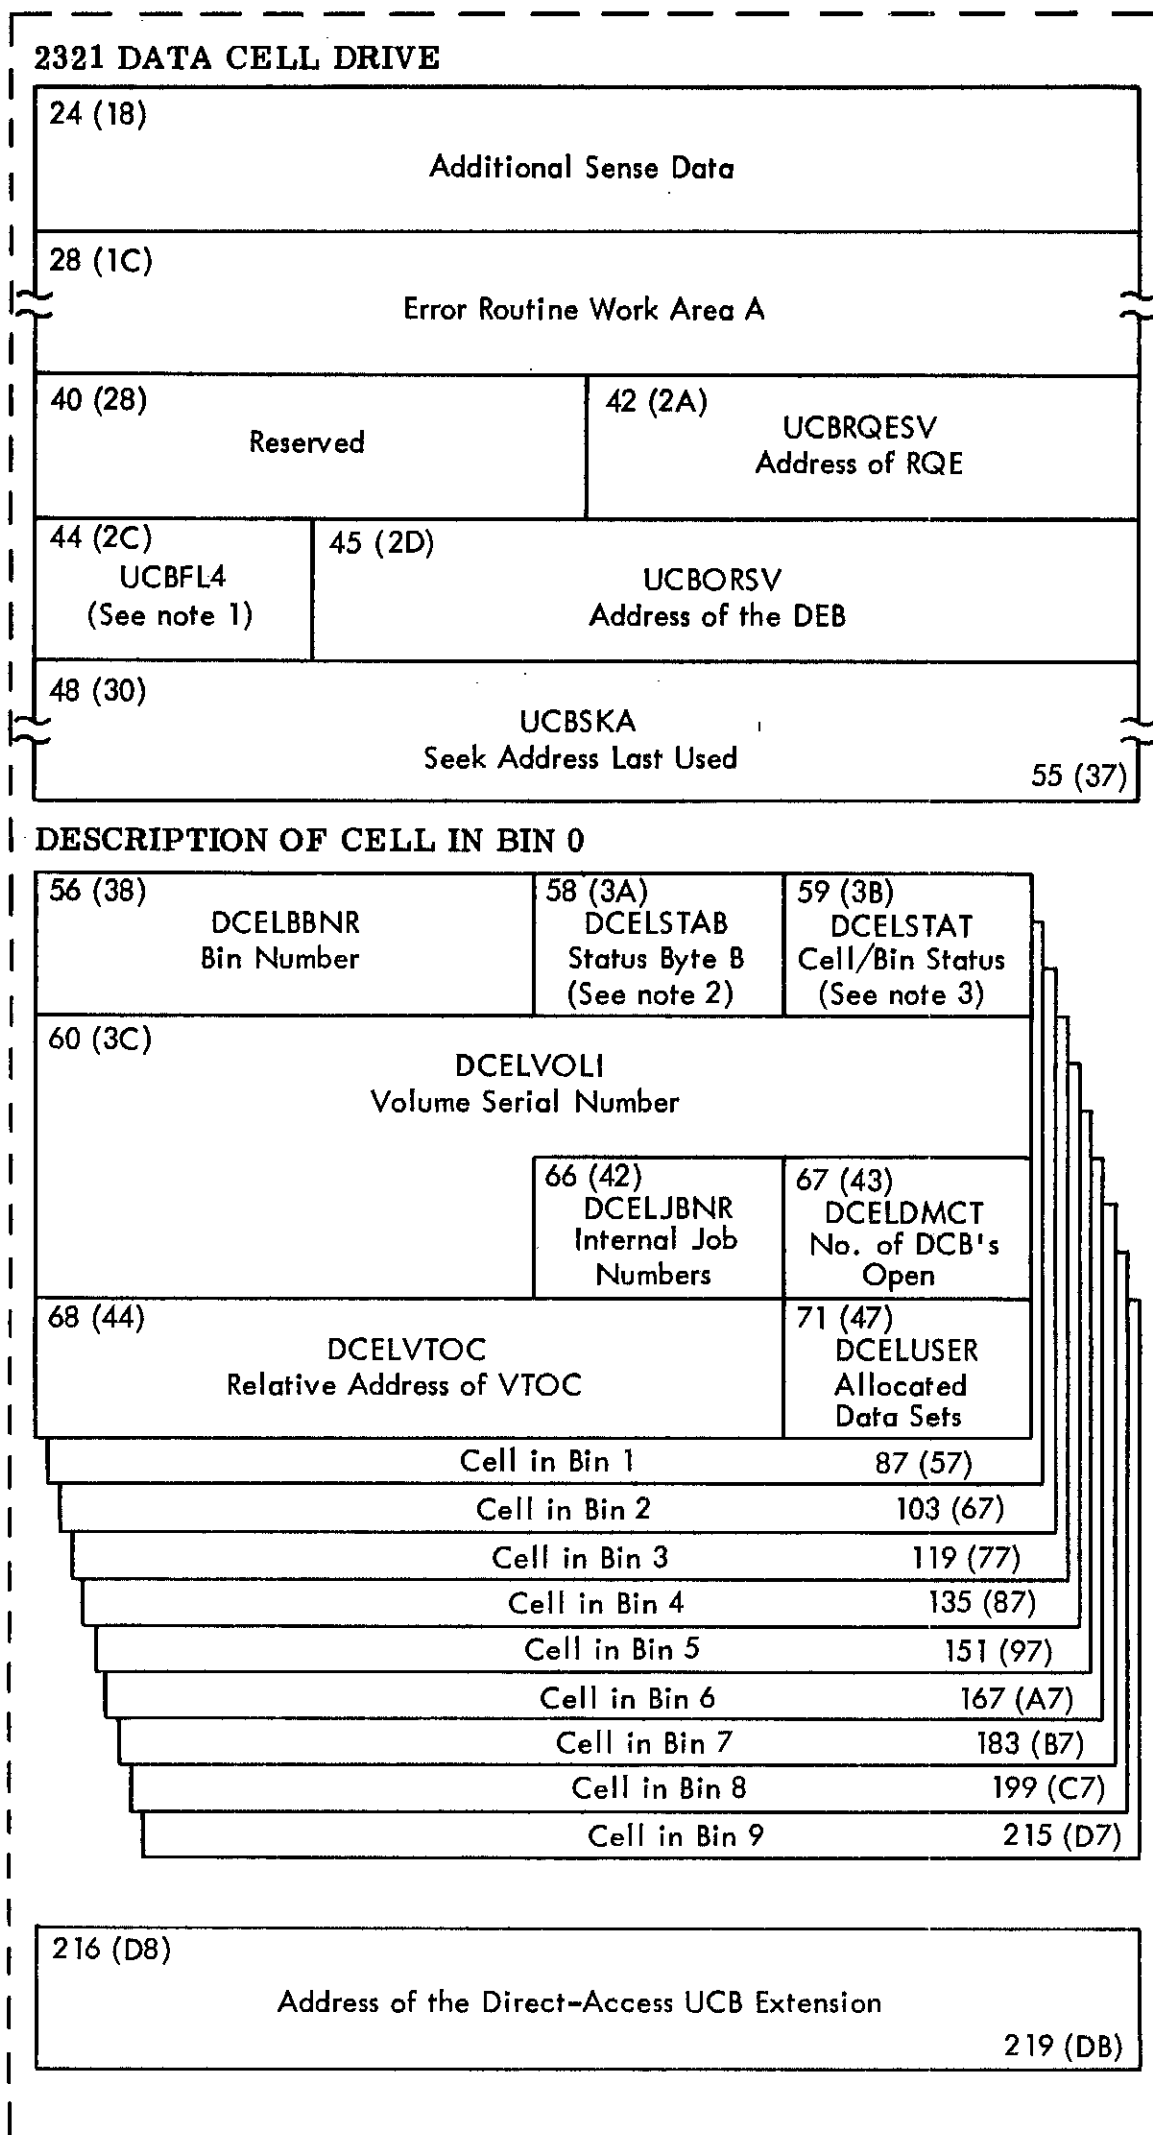 2321 DATA CELL DRIVE
24 (18)
Additional Sense Data
28 (1C)
Error Routine Work Area A
40 (28)
Reserved
42 (2A)
UCBRQESV
Address of RQE
44 (2C)
UCBFL4
(See note 1)
45 (2D)
UCBORSV
Address of the DEB
48 (30)
UCBSKA
Seek Address Last Used
55 (37)
DESCRIPTION OF CELL IN BIN 0
56 (38)
DCELBBNR
Bin Number
58 (3A)
DCELSTAB
Status Byte B
(See note 2)
59 (3B)
DCELSTAT
Cell/Bin Status
(See note 3)
60 (3C)
DCELVOLI
Volume Serial Number
66 (42)
DCELJBNR
Internal Job
Numbers
67 (43)
DCELDMCT
No. of DCB's
Open
68 (44)
DCELVTOC
Relative Address of VTOC
71 (47)
DCELUSER
Allocated
Data Sets
Cell in Bin 1 87 (57)
Cell in Bin 2 103 (67)
Cell in Bin 3 119 (77)
Cell in Bin 4 135 (87)
Cell in Bin 5 151 (97)
Cell in Bin 6 167 (A7)
Cell in Bin 7 183 (B7)
Cell in Bin 8 199 (C7)
Cell in Bin 9 215 (D7)
216 (D8)
Address of the Direct-Access UCB Extension
219 (DB)